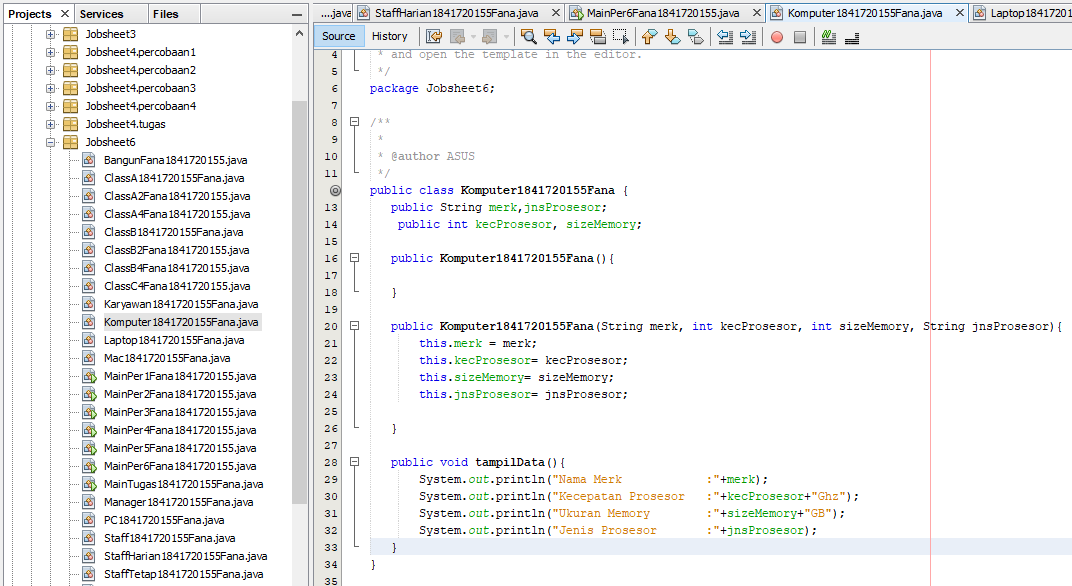 Projects
Services
Files
....java
StaffHarian1841720155Fana.java
MainPer6Fana1841720155.java
Komputer1841720155Fana.java
Laptop18417201
Source
History
Jobsheet3
Jobsheet4.percobaan1
Jobsheet4.percobaan2
Jobsheet4.percobaan3
Jobsheet4.percobaan4
Jobsheet4.tugas
Jobsheet6
BangunFana1841720155.java
ClassA1841720155Fana.java
ClassA2Fana1841720155.java
ClassA4Fana1841720155.java
ClassB1841720155Fana.java
ClassB2Fana1841720155.java
ClassB4Fana1841720155.java
ClassC4Fana1841720155.java
Karyawan1841720155Fana.java
Komputer1841720155Fana.java
Laptop1841720155Fana.java
Mac1841720155Fana.java
MainPer1Fana1841720155.java
MainPer2Fana1841720155.java
MainPer3Fana1841720155.java
MainPer4Fana1841720155.java
MainPer5Fana1841720155.java
MainPer6Fana1841720155.java
MainTugas1841720155Fana.java
Manager1841720155Fana.java
PC1841720155Fana.java
Staff1841720155Fana.java
StaffHarian1841720155Fana.java
StaffTetap1841720155Fana.java
4 * and open the template in the editor.
5 */
6 package Jobsheet6;
7
8 /**
9 *
10 * @author ASUS
11 */
public class Komputer1841720155Fana {
13 public String merk,jnsProsesor;
14 public int kecProsesor, sizeMemory;
15
16 public Komputer1841720155Fana(){
17
18 }
19
20 public Komputer1841720155Fana(String merk, int kecProsesor, int sizeMemory, String jnsProsesor){
21 this.merk = merk;
22 this.kecProsesor= kecProsesor;
23 this.sizeMemory= sizeMemory;
24 this.jnsProsesor= jnsProsesor;
25
26 }
27
28 public void tampilData(){
29 System.out.println("Nama Merk            :"+merk);
30 System.out.println("Kecepatan Prosesor   :"+kecProsesor+"Ghz");
31 System.out.println("Ukuran Memory        :"+sizeMemory+"GB");
32 System.out.println("Jenis Prosesor       :"+jnsProsesor);
33 }
34 }
35